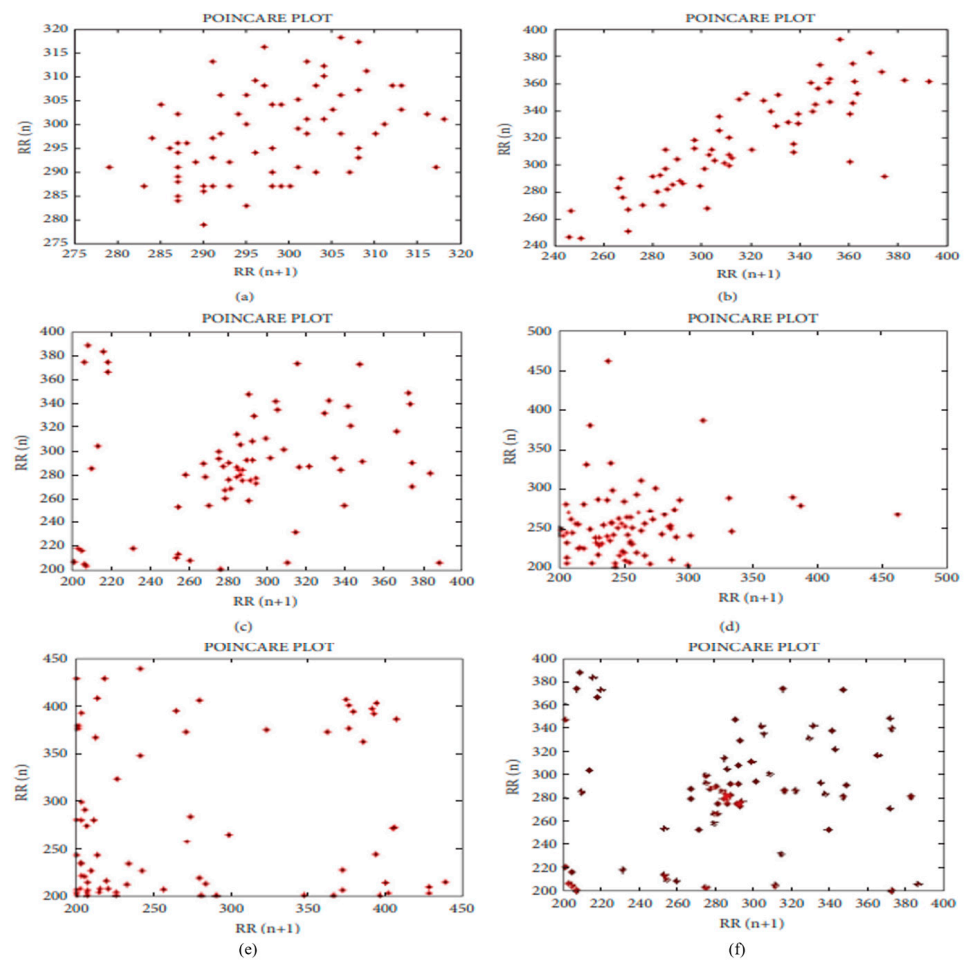 POINCARE PLOT
320
315
310
305
300
295
290
285
280
275
RR (n)
275 279 285 290 295 300 305 310 315 320
RR (n+1)
(a)
POINCARE PLOT
400
380
360
340
320
300
280
260
240
RR (n)
240 260 280 300 320 340 360 380 400
RR (n+1)
(b)
POINCARE PLOT
400
380
360
340
320
300
280
260
240
220
200
RR (n)
200 220 240 260 280 300 320 340 360 380 400
RR (n+1)
(c)
POINCARE PLOT
500
450
400
350
300
250
200
RR (n)
200 250 300 350 400 450 500
RR (n+1)
(d)
POINCARE PLOT
450
400
350
300
250
200
RR (n)
200 250 300 350 400 450
RR (n+1)
(e)
POINCARE PLOT
400
380
360
340
320
300
280
260
240
220
200
RR (n)
200 220 240 260 280 300 320 340 360 380 400
RR (n+1)
(f)